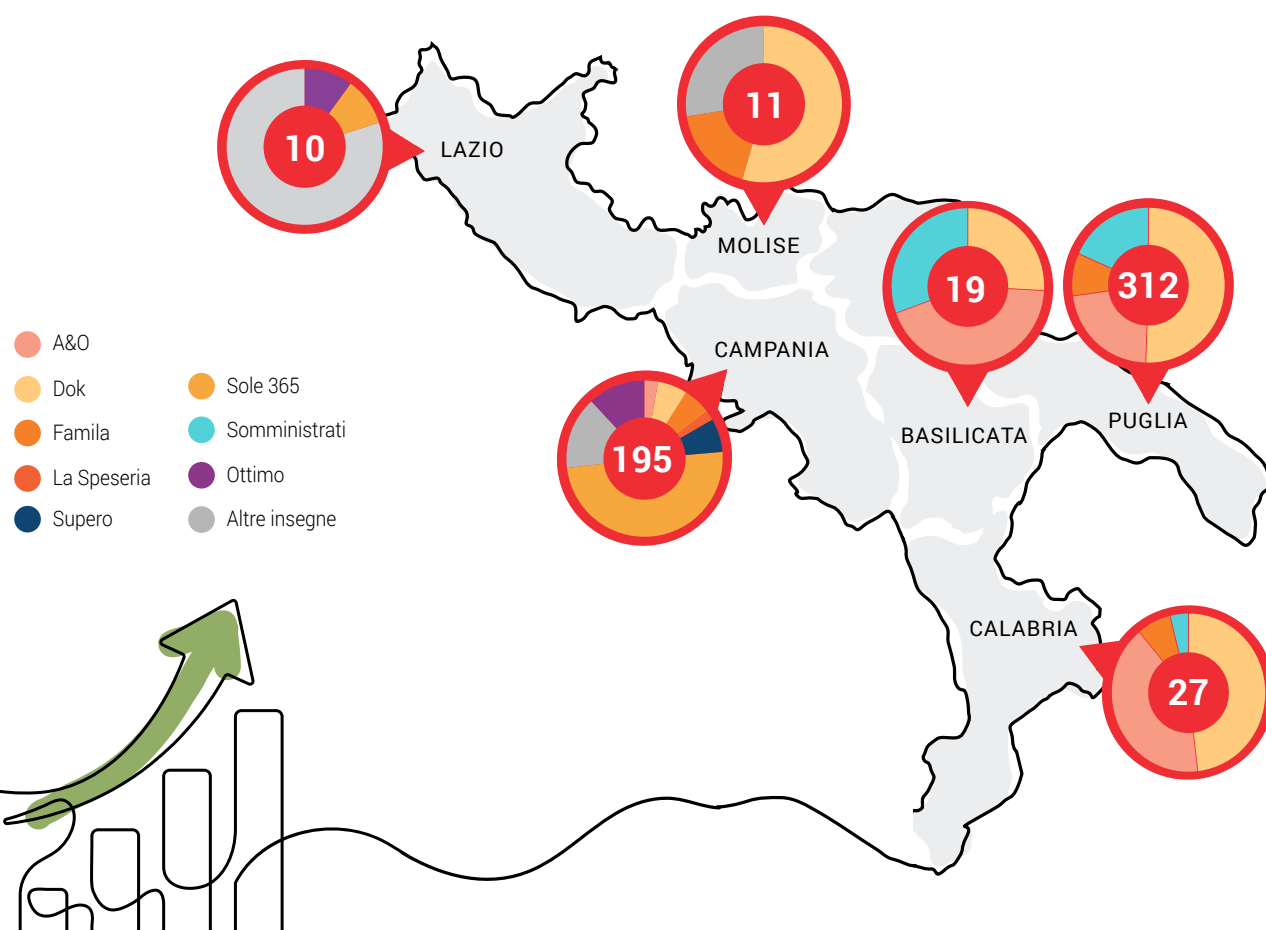 10
LAZIO
11
MOLISE
19
312
CAMPANIA
195
BASILICATA
PUGLIA
CALABRIA
27
A&O
Dok
Famila
La Speseria
Supero
Sole 365
Somministrati
Ottimo
Altre insegne